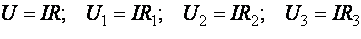 U = IR; U₁ = IR₁; U₂ = IR₂; U₃ = IR₃